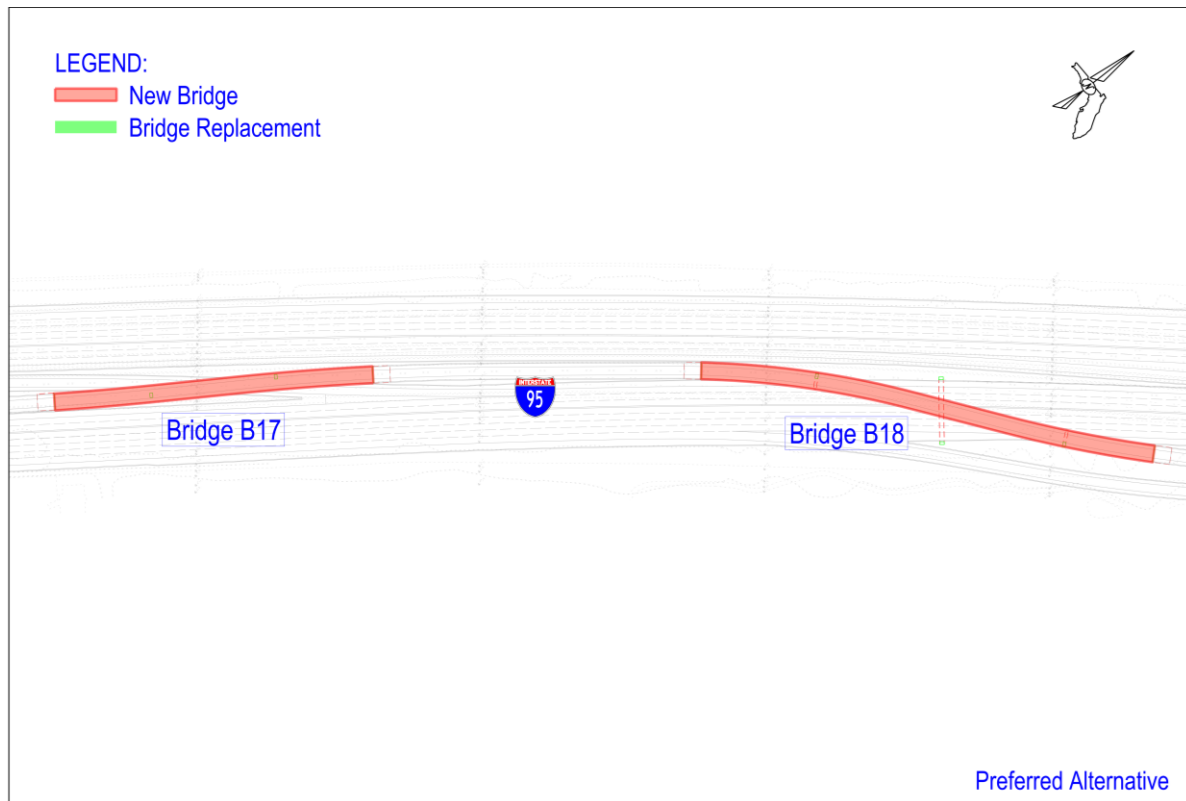 LEGEND:
New Bridge
Bridge Replacement
INTERSTATE
95
Bridge B17
Bridge B18
Preferred Alternative